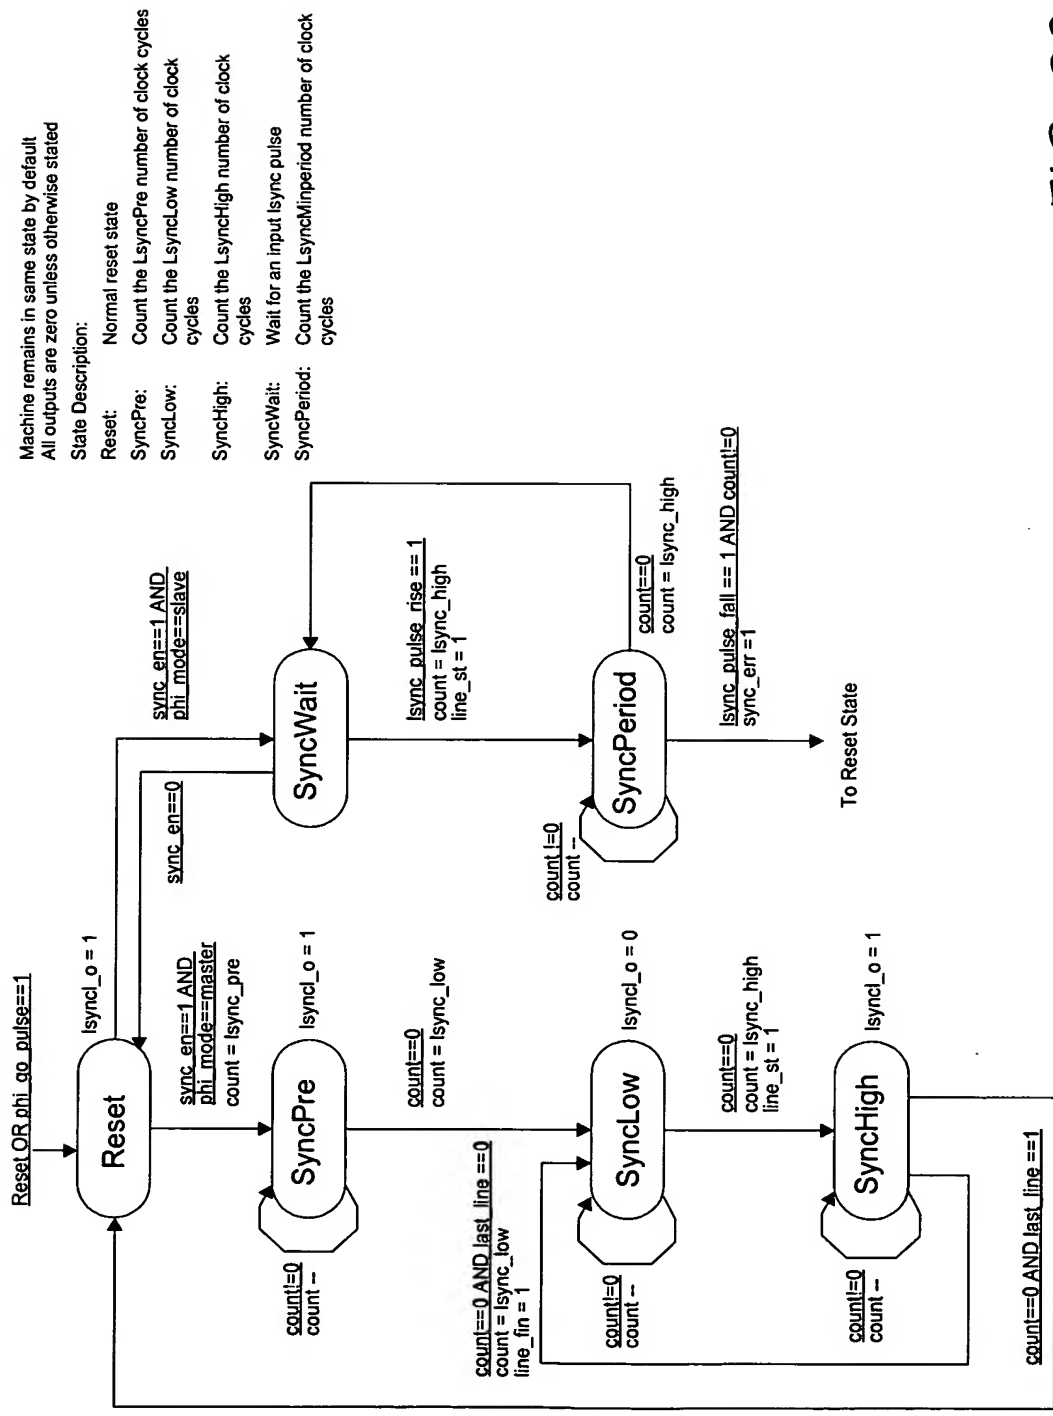 Machine remains in same state by default
All outputs are zero unless otherwise stated
State Description:
Reset: Normal reset state
SyncPre: Count the LsyncPre number of clock cycles
SyncLow: Count the LsyncLow number of clock
cycles
SyncHigh: Count the LsyncHigh number of clock
cycles
SyncWait: Wait for an input lsync pulse
SyncPeriod: Count the LsyncMinperiod number of clock
cycles
Reset OR phi_go_pulse==1
Reset
lsyncl_o = 1
sync_en==1 AND
phi_mode==slave
sync_en==0
sync_en==1 AND
phi_mode==master
count = lsync_pre
SyncPre
lsyncl_o = 1
count!=0
count --
SyncWait
lsync_pulse_rise == 1
count = lsync_high
line_st = 1
count==0
count = lsync_low
count==0 AND last_line ==0
count = lsync_low
line_fin = 1
SyncLow
lsyncl_o = 0
count!=0
count --
count !=0
count --
SyncPeriod
count==0
count = lsync_high
lsync_pulse_fall == 1 AND count!=0
sync_err =1
To Reset State
count==0
count = lsync_high
line_st = 1
SyncHigh
lsyncl_o = 1
count!=0
count --
count==0 AND last_line ==1